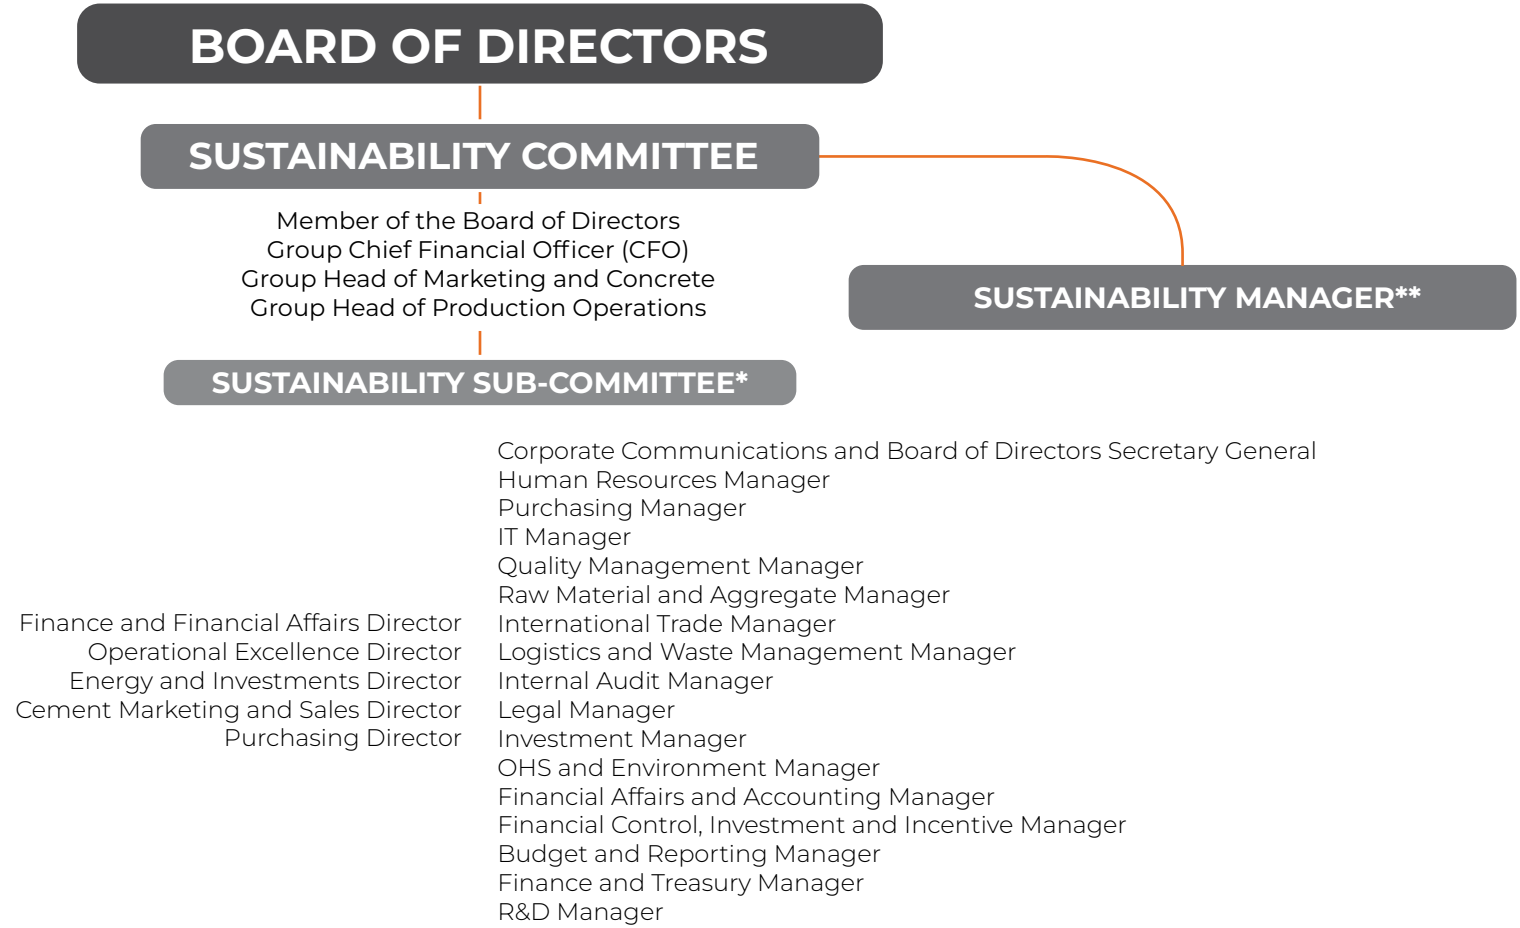 BOARD OF DIRECTORS
SUSTAINABILITY COMMITTEE
Member of the Board of Directors
Group Chief Financial Officer (CFO)
Group Head of Marketing and Concrete
Group Head of Production Operations
SUSTAINABILITY MANAGER**
SUSTAINABILITY SUB-COMMITTEE*
Finance and Financial Affairs Director
Operational Excellence Director
Energy and Investments Director
Cement Marketing and Sales Director
Purchasing Director
Corporate Communications and Board of Directors Secretary General
Human Resources Manager
Purchasing Manager
IT Manager
Quality Management Manager
Raw Material and Aggregate Manager
International Trade Manager
Logistics and Waste Management Manager
Internal Audit Manager
Legal Manager
Investment Manager
OHS and Environment Manager
Financial Affairs and Accounting Manager
Financial Control, Investment and Incentive Manager
Budget and Reporting Manager
Finance and Treasury Manager
R&D Manager